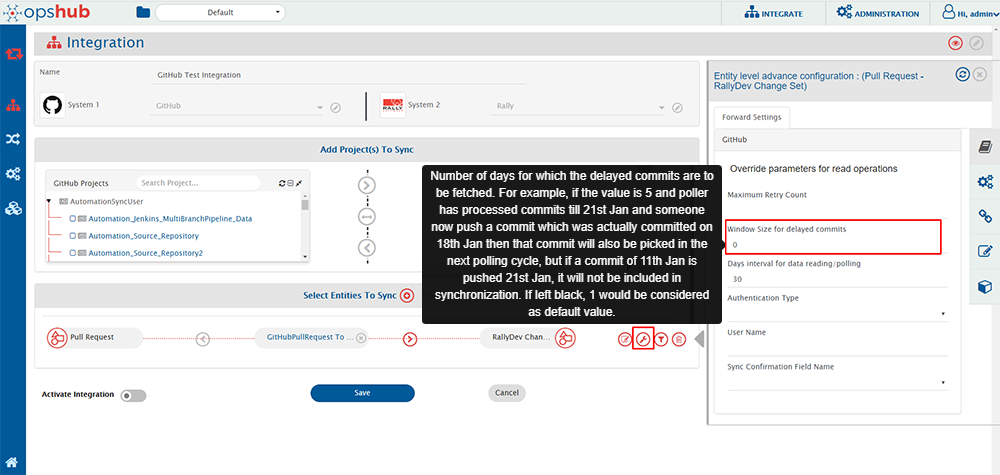 opshub
Default
INTEGRATE
ADMINISTRATION
Hi, admin
Integration
Name
GitHub Test Integration
System 1
GitHub
RALLY
System 2
Rally
Add Project(s) To Sync
GitHub Projects
Search Project...
AutomationSyncUser
Automation_Jenkins_MultiBranchPipeline_Data
Automation_Source_Repository
Automation_Source_Repository2
Select Entities To Sync
Pull Request
GitHubPullRequest To ...
RallyDev Chan...
Activate Integration
Save
Cancel
Number of days for which the delayed commits are to
be fetched. For example, if the value is 5 and poller
has processed commits till 21st Jan and someone
now push a commit which was actually committed on
18th Jan then that commit will also be picked in the
next polling cycle, but if a commit of 11th Jan is
pushed 21st Jan, it will not be included in
synchronization. If left black, 1 would be considered
as default value.
Entity level advance configuration : (Pull Request -
RallyDev Change Set)
Forward Settings
GitHub
Override parameters for read operations
Maximum Retry Count
Window Size for delayed commits
0
Days interval for data reading/polling
30
Authentication Type
User Name
Sync Confirmation Field Name